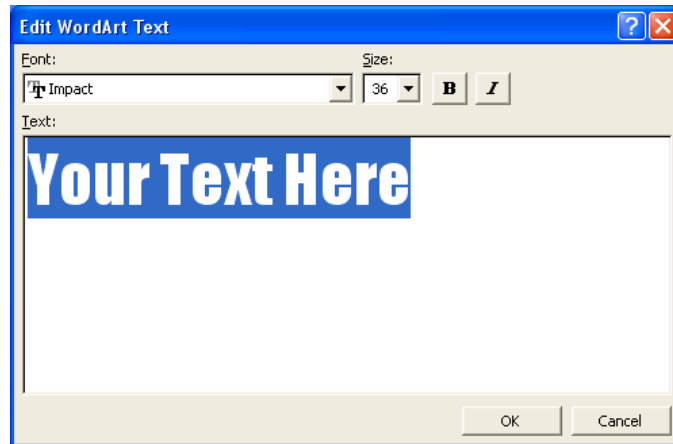 Edit WordArt Text
Font: Size:
Impact 36 B I
Text:
Your Text Here
OK Cancel